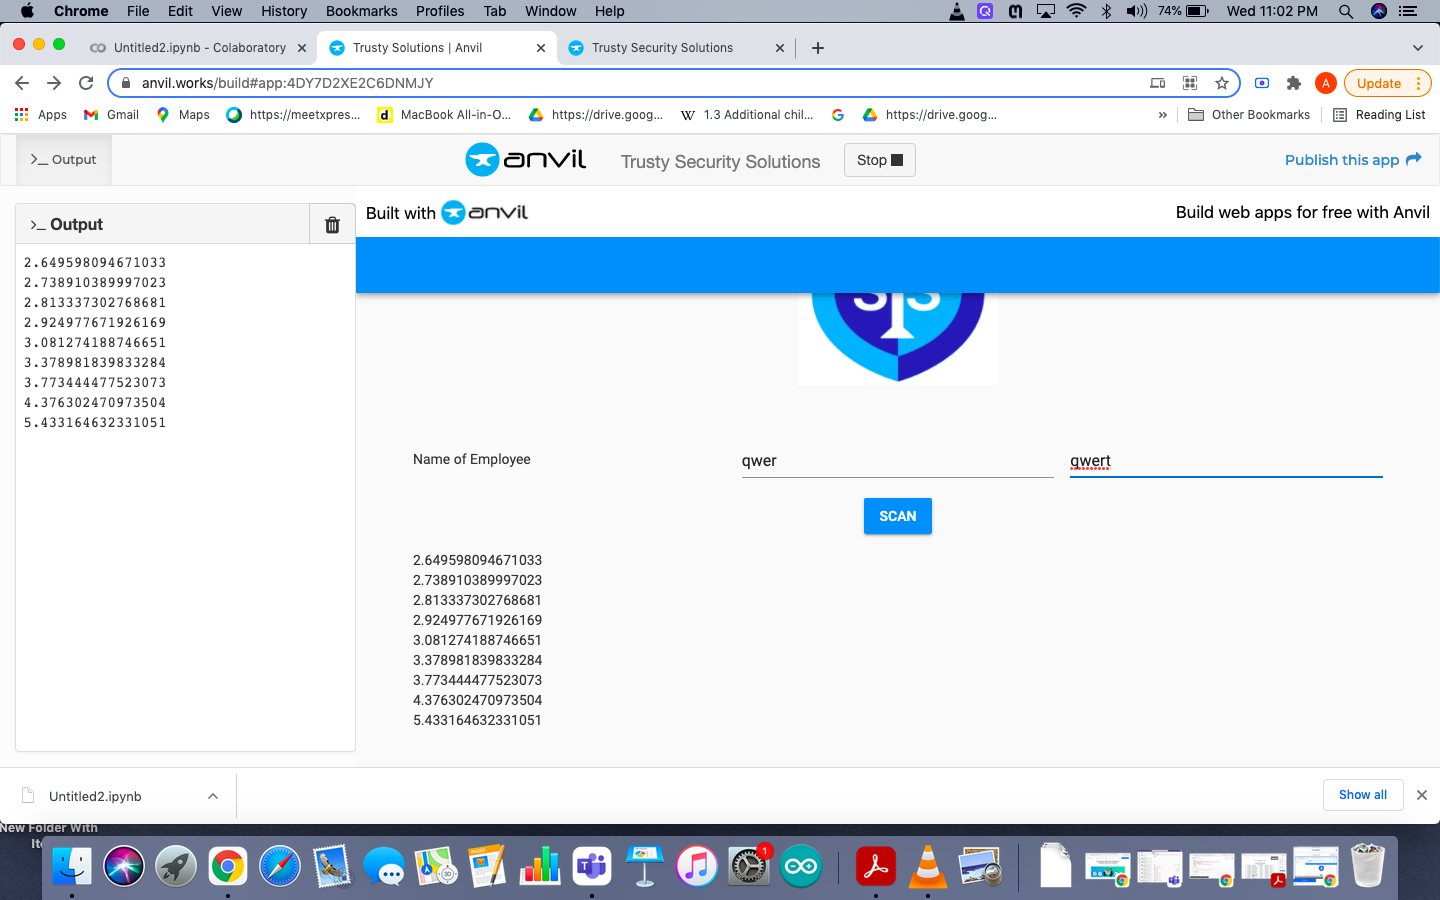 Chrome File Edit View History Bookmarks Profiles Tab Window Help 74% Wed 11:02 PM
Untitled2.ipynb - Colaboratory Trusty Solutions | Anvil Trusty Security Solutions
anvil.works/build#app:4DY7D2XE2C6DNMJY A Update
Apps Gmail Maps https://meetxpres... MacBook All-in-O... https://drive.goog... 1.3 Additional chil... https://drive.goog... » Other Bookmarks Reading List
>_ Output anvil Trusty Security Solutions Stop Publish this app
>_ Output
Built with anvil Build web apps for free with Anvil
2.649598094671033
2.738910389997023
2.813337302768681
2.924977671926169
3.081274188746651
3.378981839833284
3.773444477523073
4.376302470973504
5.433164632331051
Name of Employee qwer qwert
SCAN
2.649598094671033
2.738910389997023
2.813337302768681
2.924977671926169
3.081274188746651
3.378981839833284
3.773444477523073
4.376302470973504
5.433164632331051
Untitled2.ipynb Show all
New Folder With
1